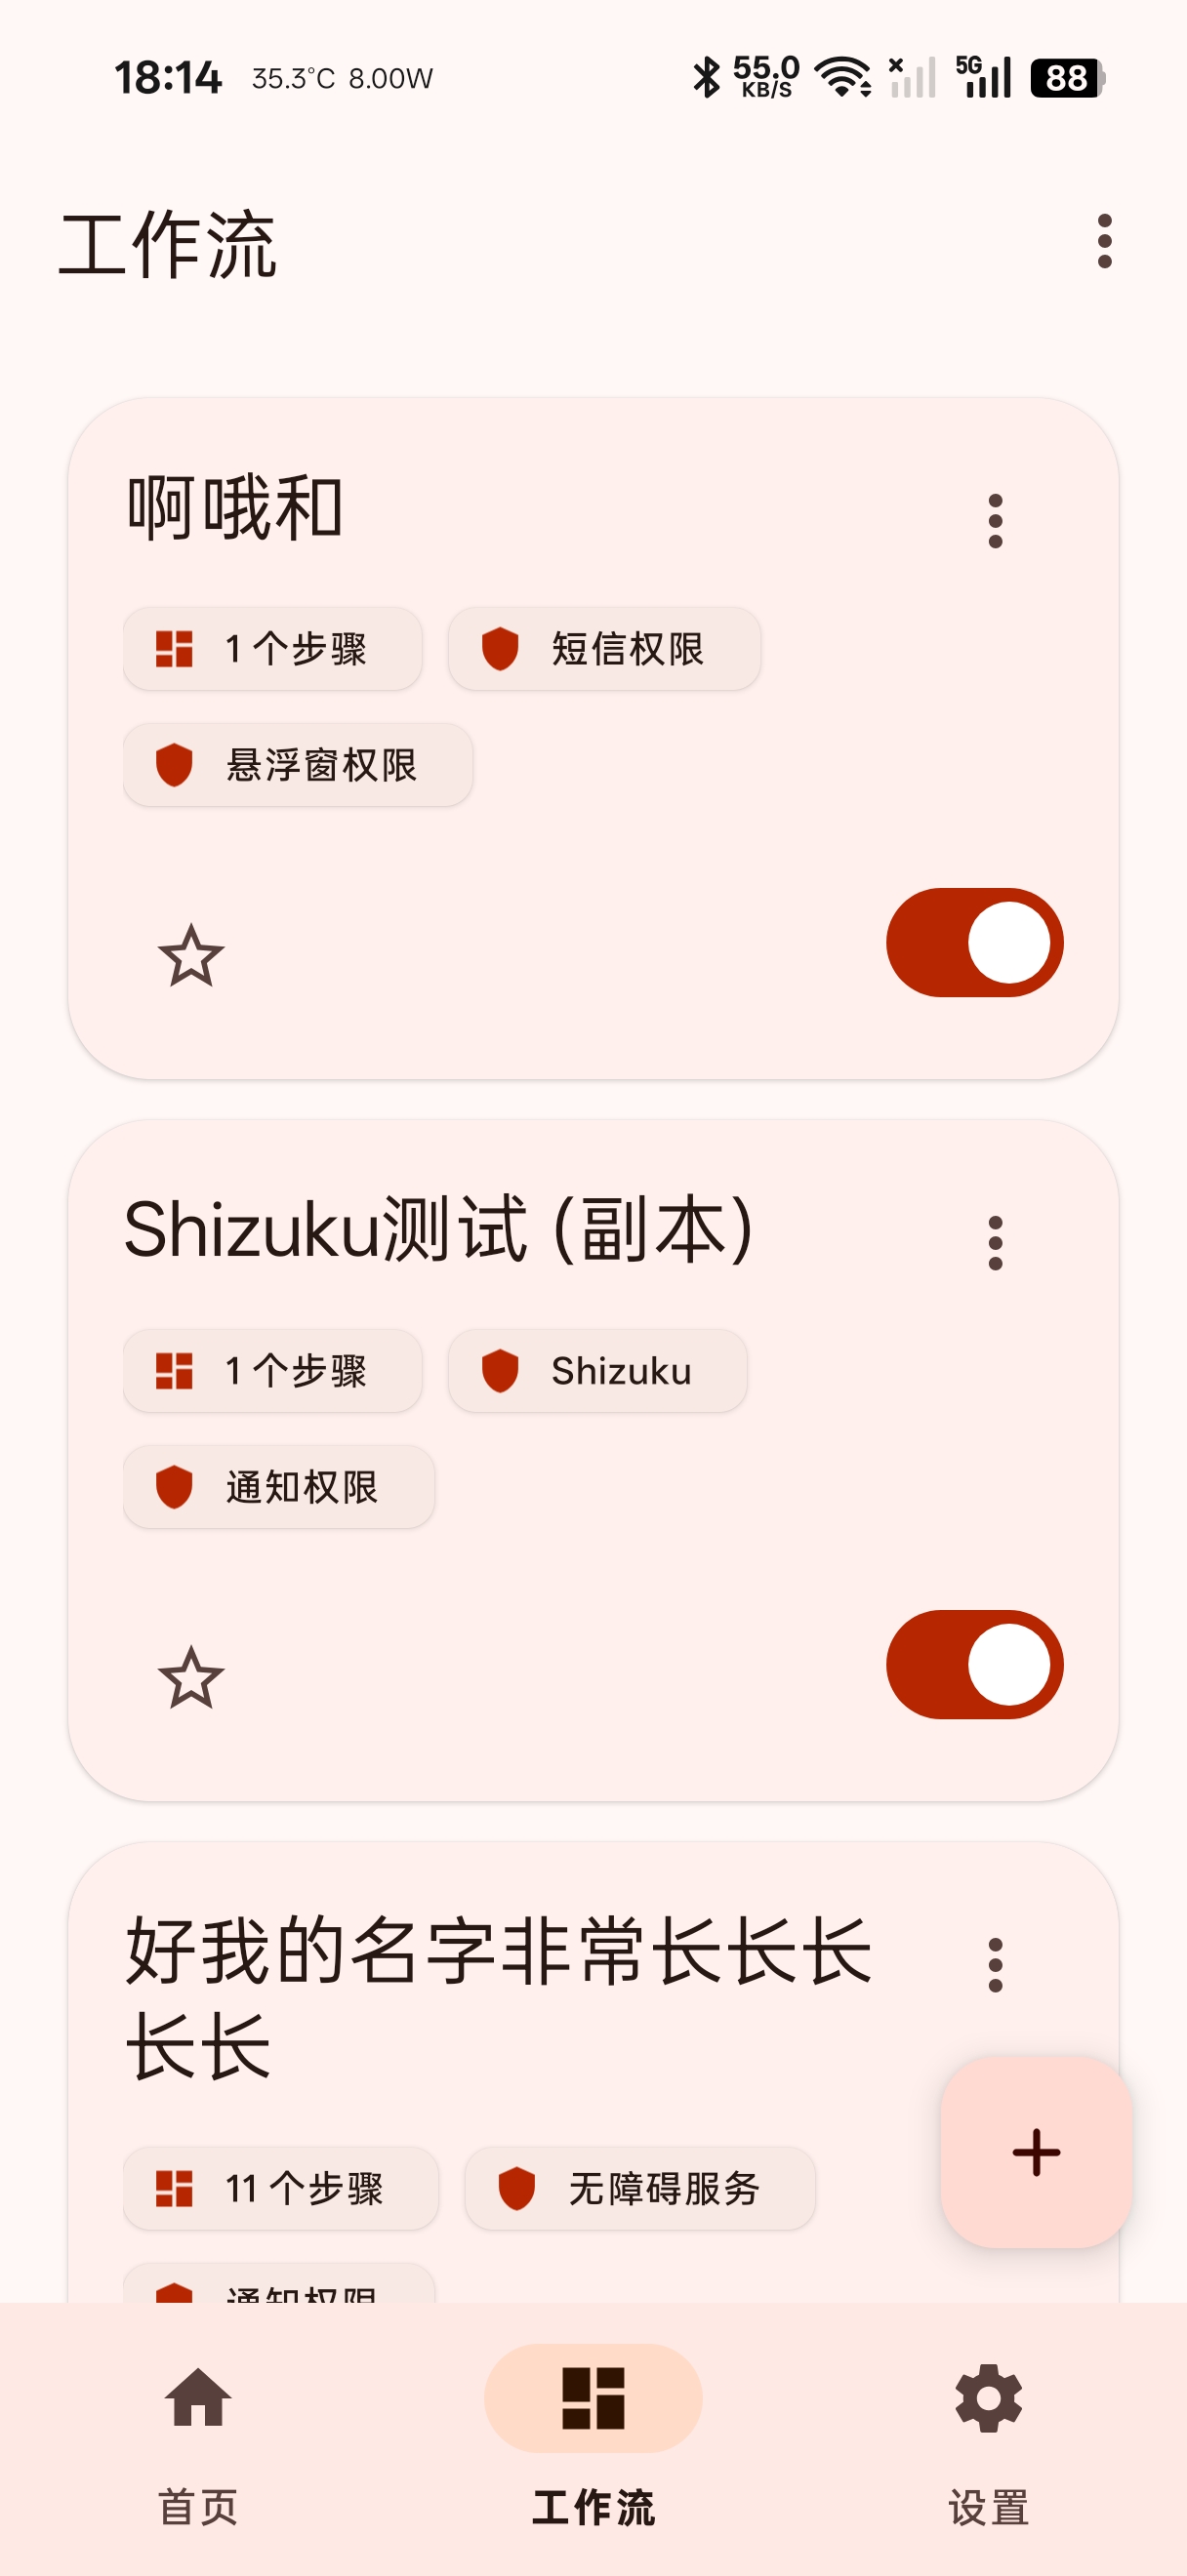 18:14 35.3°C 8.00W 55.0 KB/S 5G 88
工作流
啊哦和
1 个步骤 短信权限
悬浮窗权限
Shizuku测试 (副本)
1 个步骤 Shizuku
通知权限
好我的名字非常长长长
长长
11 个步骤 无障碍服务
通知权限
首页 工作流 设置